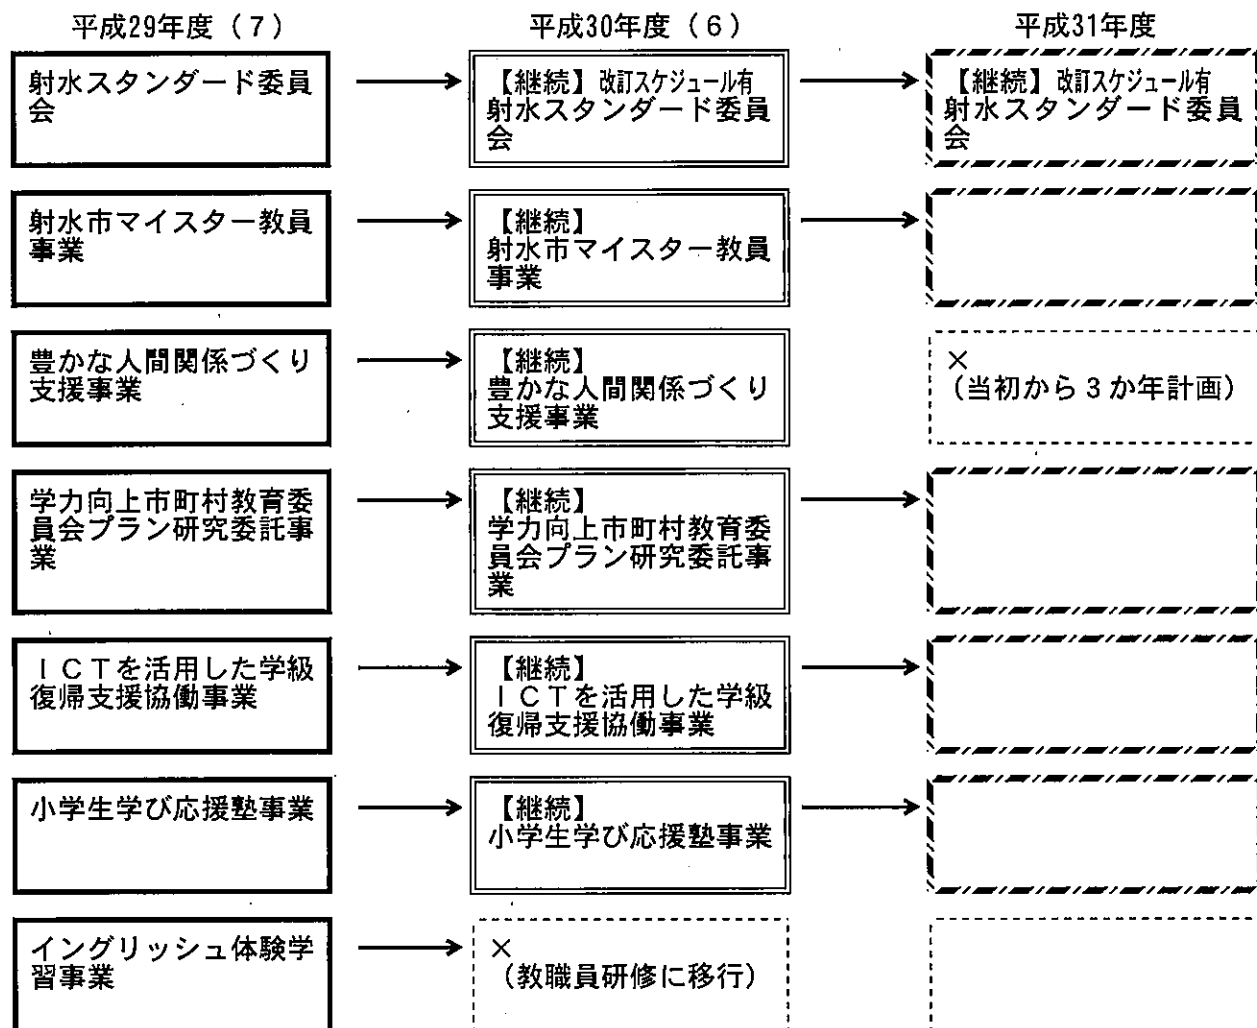 平成29年度（７）
平成30年度（６）
平成31年度
射水スタンダード委員
会
【継続】改訂スケジュール有
射水スタンダード委員
会
【継続】改訂スケジュール有
射水スタンダード委員
会
射水市マイスター教員
事業
【継続】
射水市マイスター教員
事業
豊かな人間関係づくり
支援事業
【継続】
豊かな人間関係づくり
支援事業
×
（当初から３か年計画）
学力向上市町村教育委
員会プラン研究委託事
業
【継続】
学力向上市町村教育委
員会プラン研究委託事
業
ＩＣＴを活用した学級
復帰支援協働事業
【継続】
ＩＣＴを活用した学級
復帰支援協働事業
小学生学び応援塾事業
【継続】
小学生学び応援塾事業
イングリッシュ体験学
習事業
×
（教職員研修に移行）